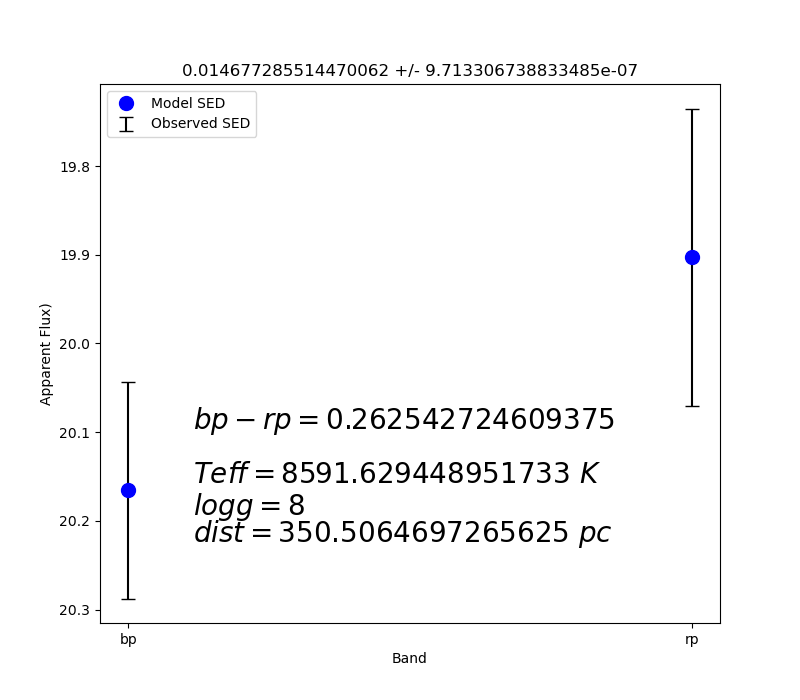 0.014677285514470062 +/- 9.713306738833485e-07
Model SED
Observed SED
19.8
19.9
20.0
20.1
20.2
20.3
Apparent Flux)
bp − rp = 0.262542724609375
Teff = 8591.629448951733 K
logg = 8
dist = 350.5064697265625 pc
bp
rp
Band